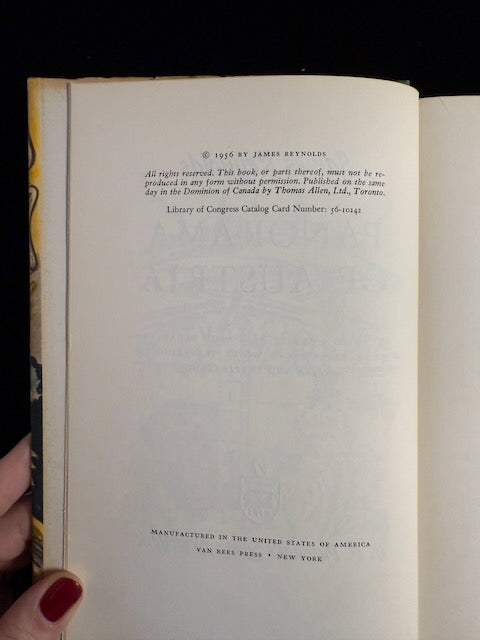 © 1956 BY JAMES REYNOLDS
All rights reserved. This book, or parts thereof, must not be re-
produced in any form without permission. Published on the same
day in the Dominion of Canada by Thomas Allen, Ltd., Toronto.
Library of Congress Catalog Card Number: 56-10242
PANORAMA
OF AUSTRIA
MANUFACTURED IN THE UNITED STATES OF AMERICA
VAN REES PRESS • NEW YORK